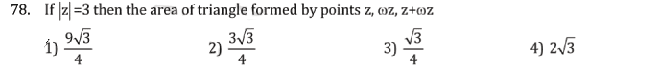 78. If |z|=3 then the area of triangle formed by points z, ωz, z+ωz
1) 9√3/4 2) 3√3/4 3) √3/4 4) 2√3